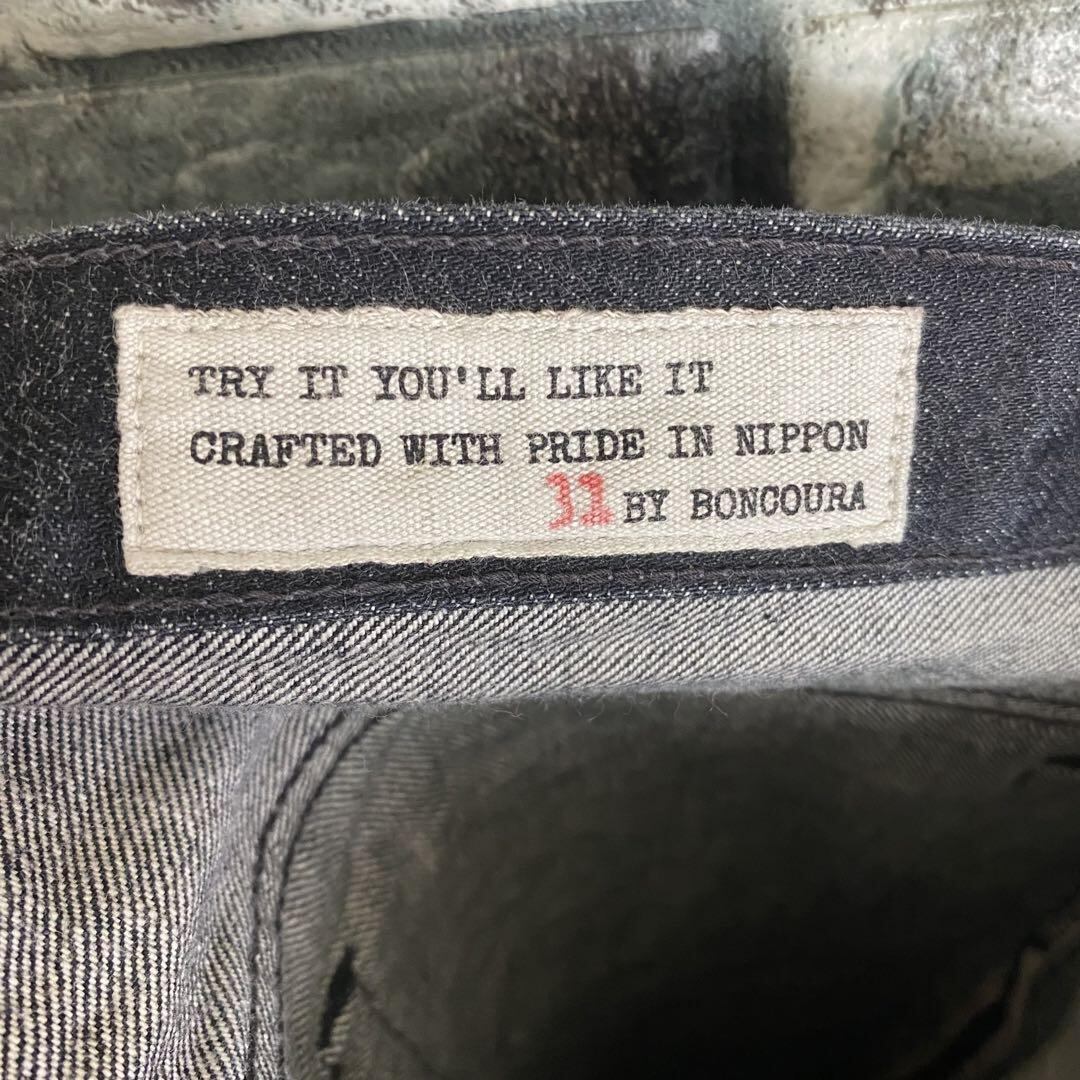 TRY IT YOU'LL LIKE IT
CRAFTED WITH PRIDE IN NIPPON
31 BY BONCOURA